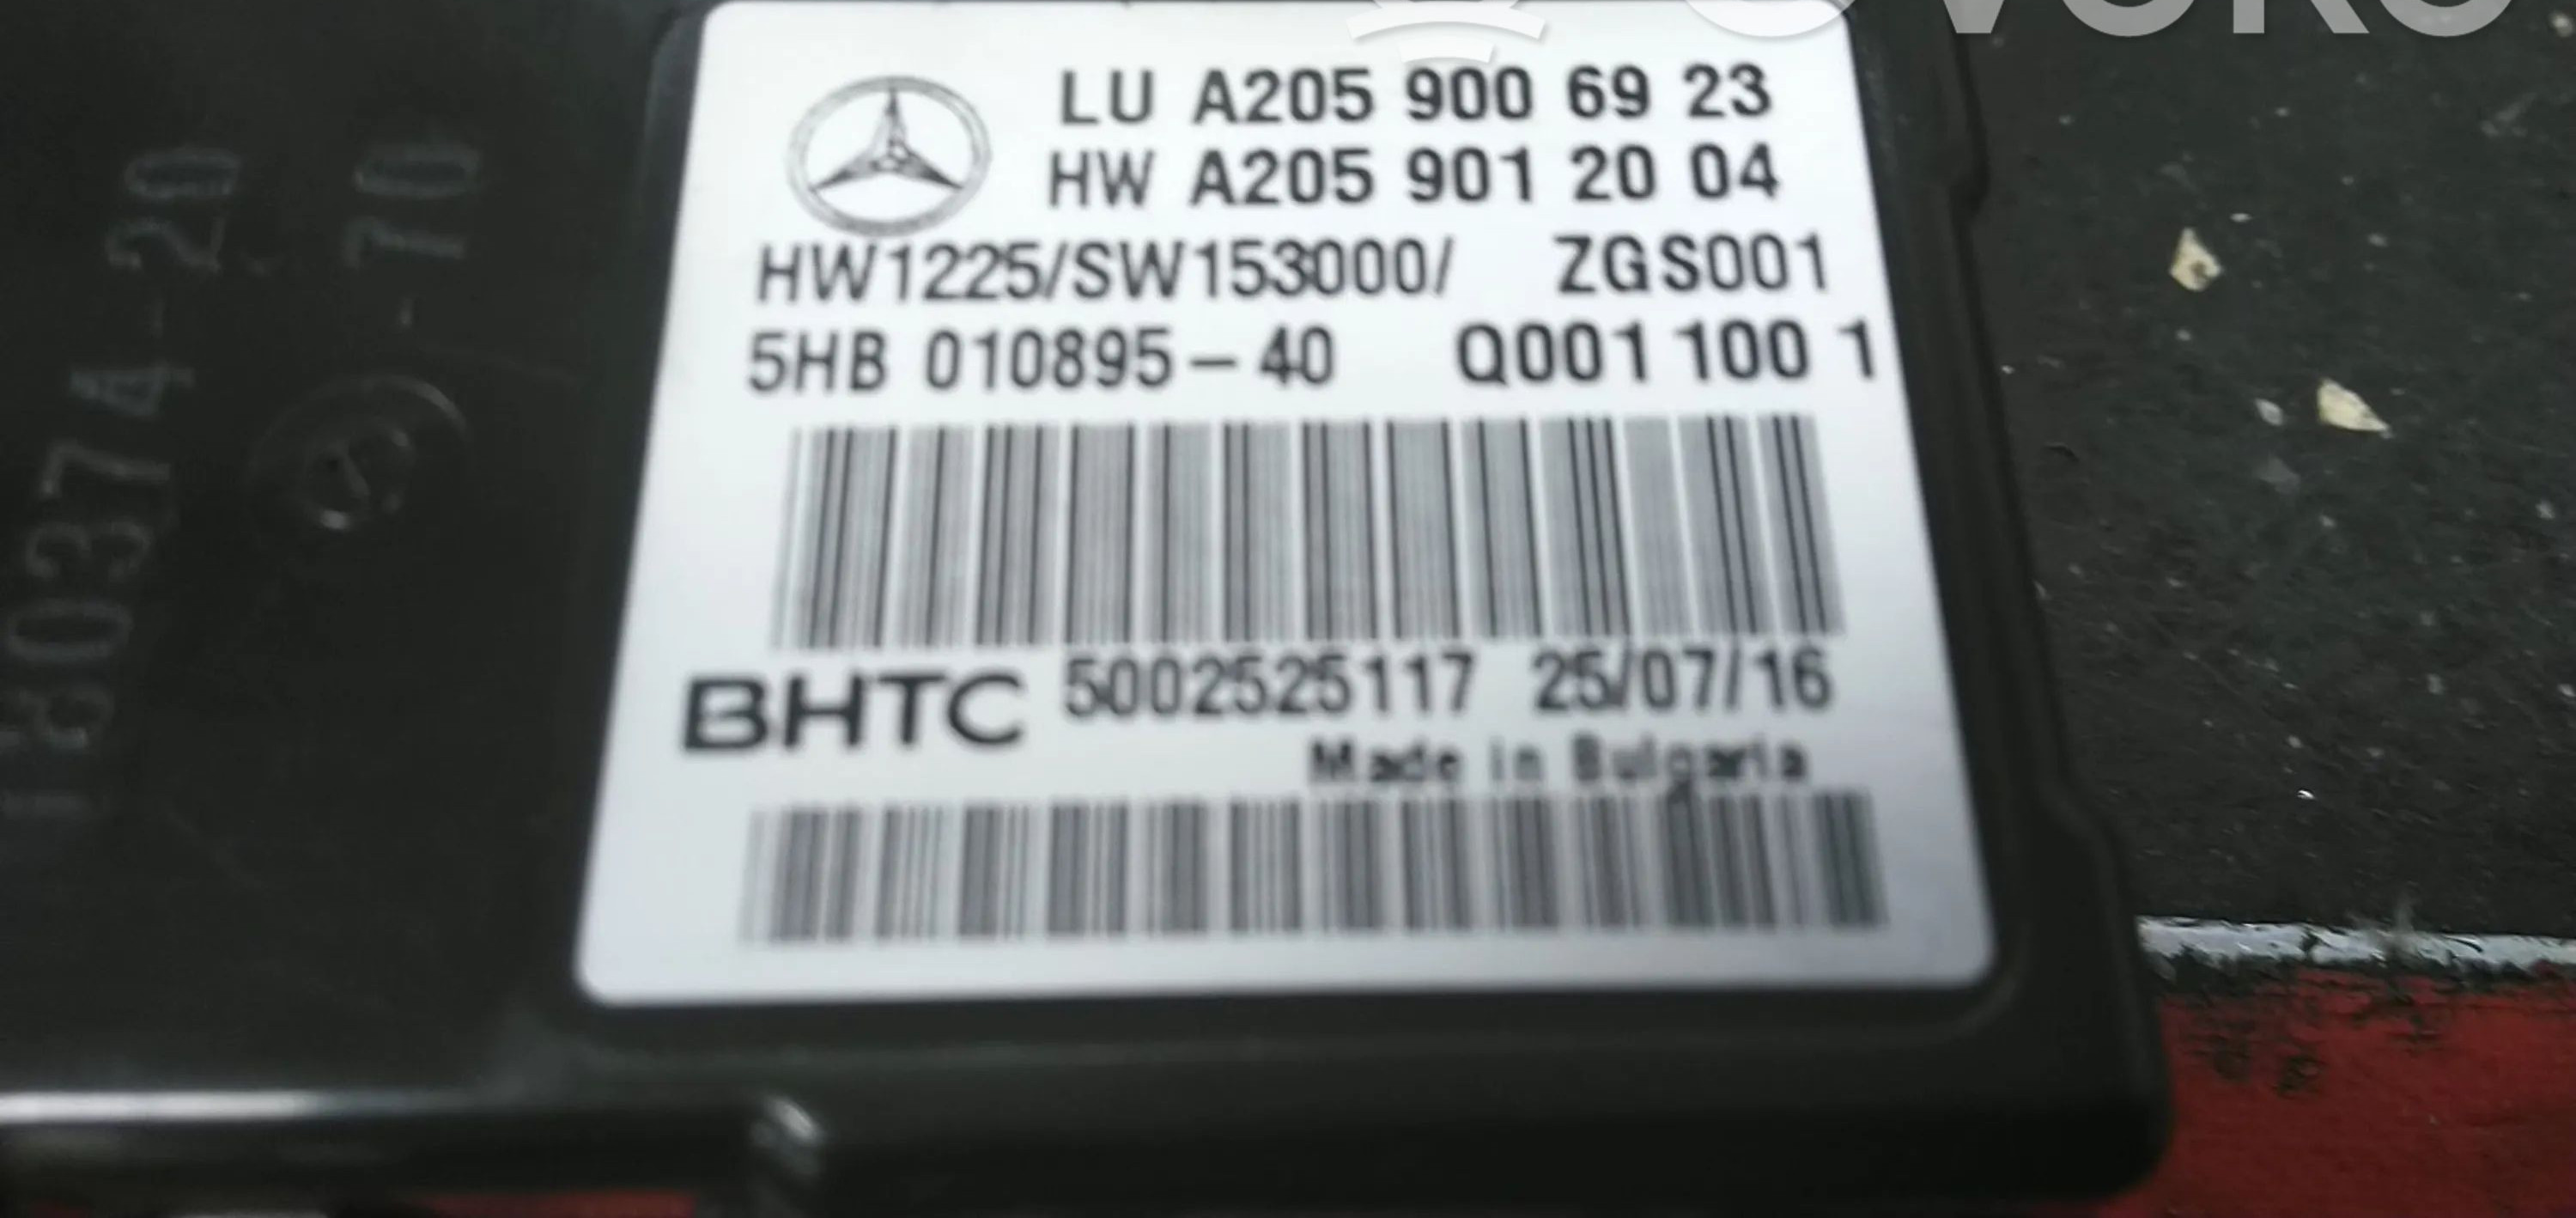 LU A205 900 69 23
HW A205 901 20 04
HW1225/SW153000/ ZGS001
5HB 010895-40 Q001 100 1
BHTC 5002525117 25/07/16
Made in Bulgaria
-70